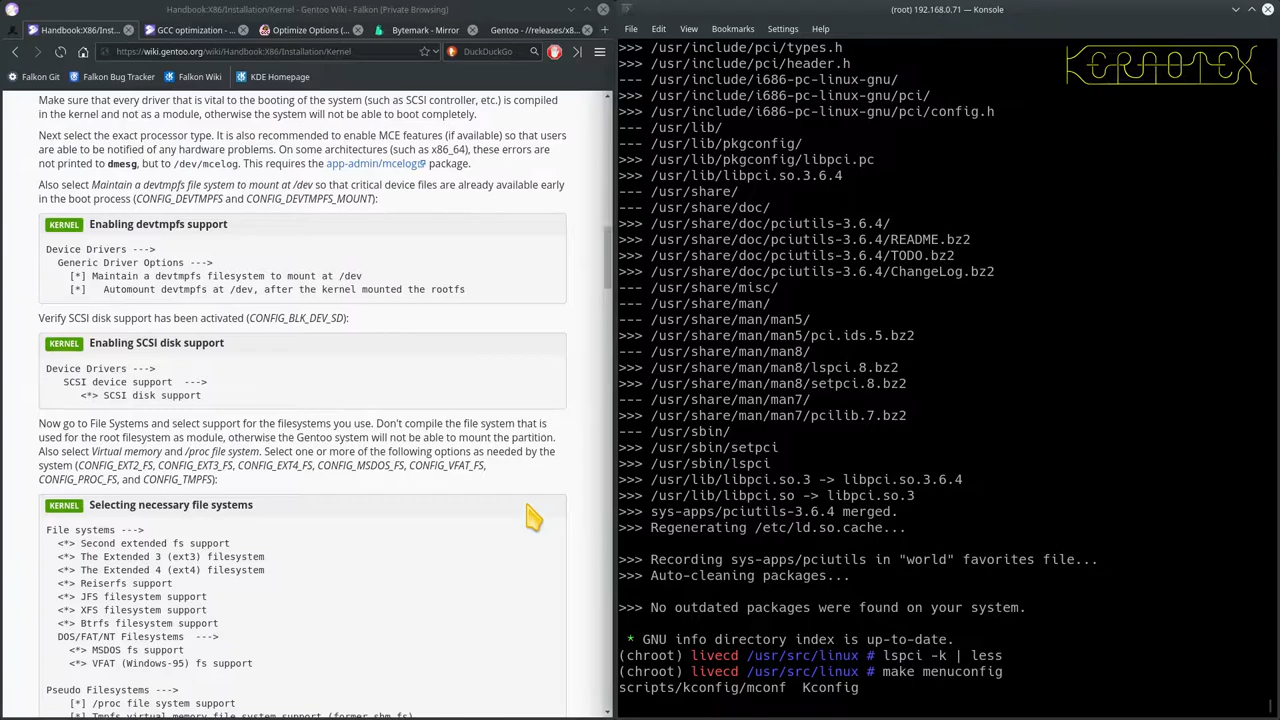 Handbook:X86/Installation/Kernel - Gentoo Wiki - Falkon (Private Browsing)
Handbook:X86/Inst...
GCC optimization - ...
Optimize Options (...
Bytemark - Mirror
Gentoo - //releases/x8...
https://wiki.gentoo.org/wiki/Handbook:X86/Installation/Kernel
DuckDuckGo
Falkon Git
Falkon Bug Tracker
Falkon Wiki
KDE Homepage
Make sure that every driver that is vital to the booting of the system (such as SCSI controller, etc.) is compiled
in the kernel and not as a module, otherwise the system will not be able to boot completely.
Next select the exact processor type. It is also recommended to enable MCE features (if available) so that users
are able to be notified of any hardware problems. On some architectures (such as x86_64), these errors are
not printed to dmesg, but to /dev/mcelog. This requires the app-admin/mcelog package.
Also select Maintain a devtmpfs file system to mount at /dev so that critical device files are already available early
in the boot process (CONFIG_DEVTMPFS and CONFIG_DEVTMPFS_MOUNT):
KERNEL Enabling devtmpfs support
Device Drivers --->
Generic Driver Options --->
[*] Maintain a devtmpfs filesystem to mount at /dev
[*] Automount devtmpfs at /dev, after the kernel mounted the rootfs
Verify SCSI disk support has been activated (CONFIG_BLK_DEV_SD):
KERNEL Enabling SCSI disk support
Device Drivers --->
SCSI device support --->
<*> SCSI disk support
Now go to File Systems and select support for the filesystems you use. Don't compile the file system that is
used for the root filesystem as module, otherwise the Gentoo system will not be able to mount the partition.
Also select Virtual memory and /proc file system. Select one or more of the following options as needed by the
system (CONFIG_EXT2_FS, CONFIG_EXT3_FS, CONFIG_EXT4_FS, CONFIG_MSDOS_FS, CONFIG_VFAT_FS,
CONFIG_PROC_FS, and CONFIG_TMPFS):
KERNEL Selecting necessary file systems
File systems --->
<*> Second extended fs support
<*> The Extended 3 (ext3) filesystem
<*> The Extended 4 (ext4) filesystem
<*> Reiserfs support
<*> JFS filesystem support
<*> XFS filesystem support
<*> Btrfs filesystem support
DOS/FAT/NT Filesystems --->
<*> MSDOS fs support
<*> VFAT (Windows-95) fs support
Pseudo Filesystems --->
[*] /proc file system support
[*] Tmpfs virtual memory file system support (former shm fs)
(root) 192.168.0.71 — Konsole
File Edit View Bookmarks Settings Help
KERAOTEX
>>> /usr/include/pci/types.h
>>> /usr/include/pci/header.h
--- /usr/include/i686-pc-linux-gnu/
--- /usr/include/i686-pc-linux-gnu/pci/
>>> /usr/include/i686-pc-linux-gnu/pci/config.h
--- /usr/lib/
--- /usr/lib/pkgconfig/
>>> /usr/lib/pkgconfig/libpci.pc
>>> /usr/lib/libpci.so.3.6.4
--- /usr/share/
--- /usr/share/doc/
>>> /usr/share/doc/pciutils-3.6.4/
>>> /usr/share/doc/pciutils-3.6.4/README.bz2
>>> /usr/share/doc/pciutils-3.6.4/TODO.bz2
>>> /usr/share/doc/pciutils-3.6.4/ChangeLog.bz2
--- /usr/share/misc/
--- /usr/share/man/
--- /usr/share/man/man5/
>>> /usr/share/man/man5/pci.ids.5.bz2
--- /usr/share/man/man8/
>>> /usr/share/man/man8/lspci.8.bz2
>>> /usr/share/man/man8/setpci.8.bz2
--- /usr/share/man/man7/
>>> /usr/share/man/man7/pcilib.7.bz2
--- /usr/sbin/
>>> /usr/sbin/setpci
>>> /usr/sbin/lspci
>>> /usr/lib/libpci.so.3 -> libpci.so.3.6.4
>>> /usr/lib/libpci.so -> libpci.so.3
>>> sys-apps/pciutils-3.6.4 merged.
>>> Regenerating /etc/ld.so.cache...
>>> Recording sys-apps/pciutils in "world" favorites file...
>>> Auto-cleaning packages...
>>> No outdated packages were found on your system.
* GNU info directory index is up-to-date.
(chroot) livecd /usr/src/linux # lspci -k | less
(chroot) livecd /usr/src/linux # make menuconfig
scripts/kconfig/mconf Kconfig